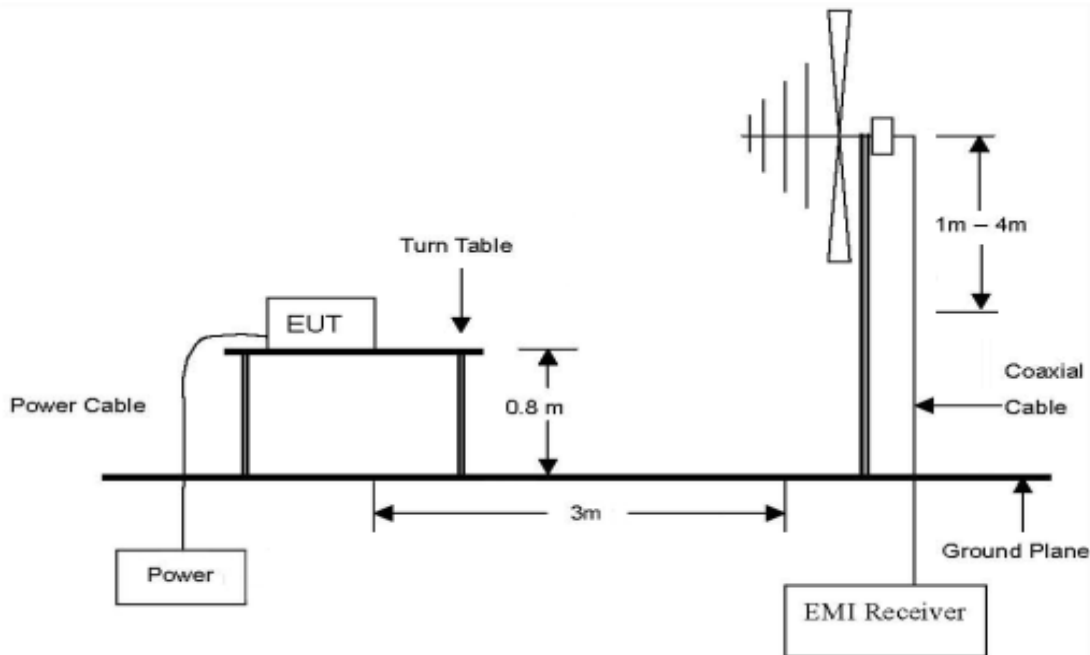 1m – 4m
Turn Table
EUT
Coaxial
Cable
Power Cable
0.8 m
3m
Ground Plane
Power
EMI Receiver